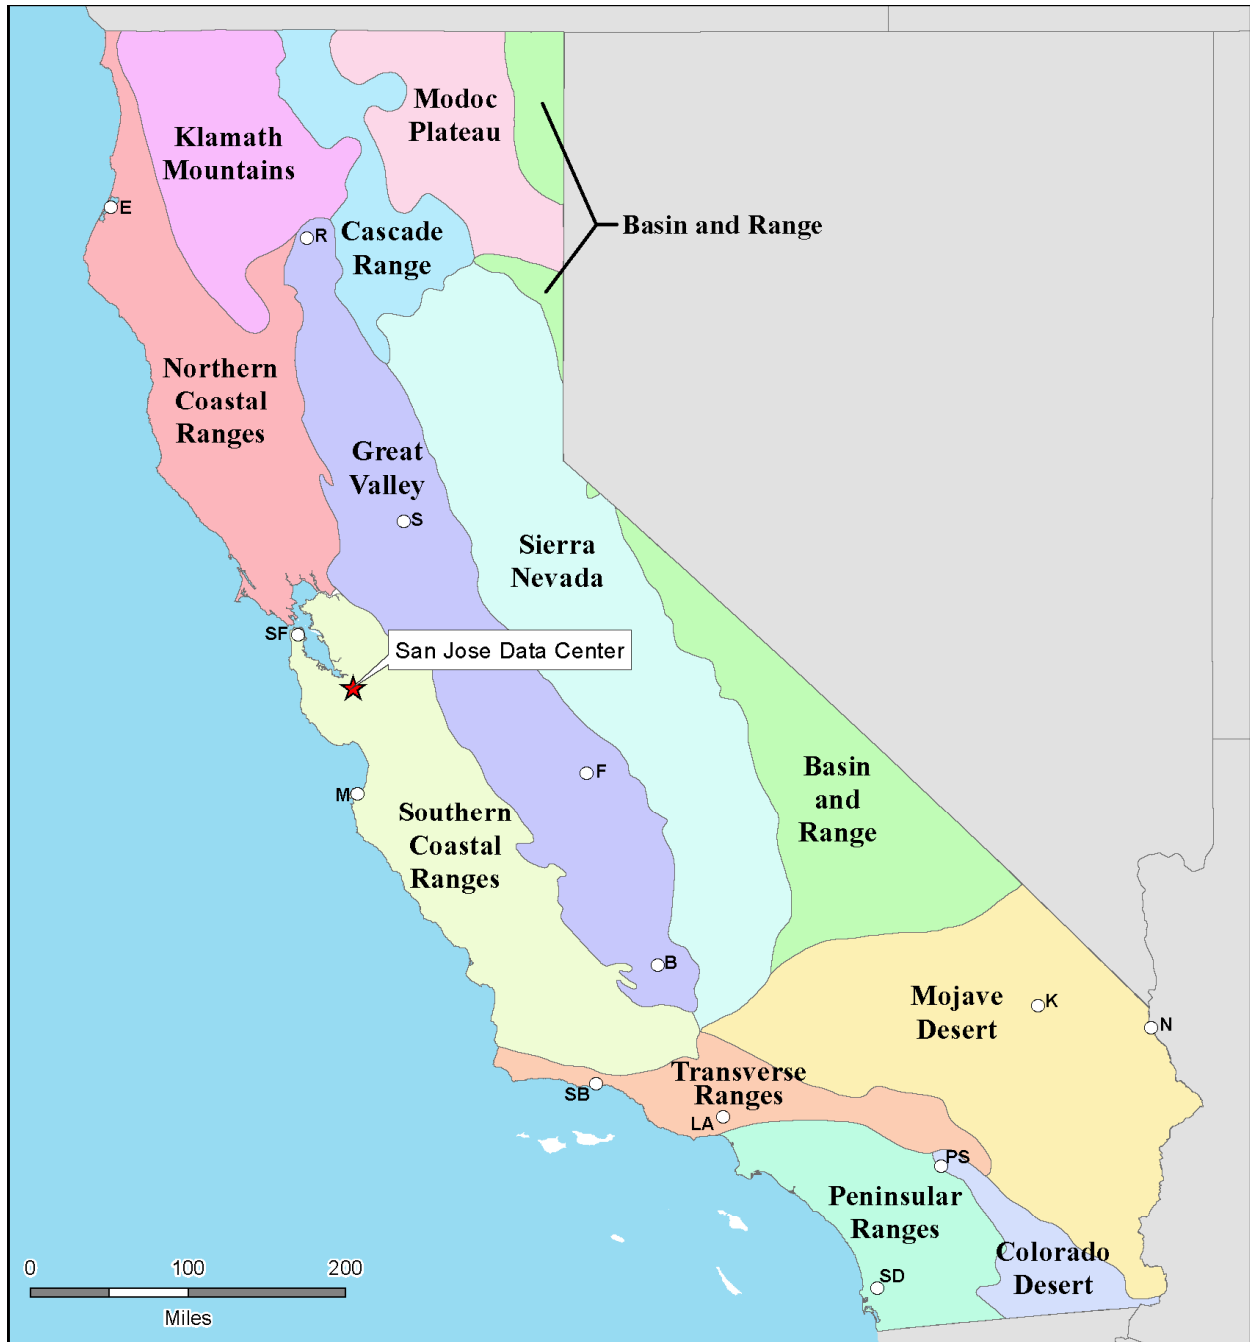 Modoc
Plateau
Klamath
Mountains
E
R
Cascade
Range
Basin and Range
Northern
Coastal
Ranges
Great
Valley
S
Sierra
Nevada
SF
San Jose Data Center
F
M
Basin
and
Range
Southern
Coastal
Ranges
B
Mojave
Desert
K
N
Transverse
Ranges
SB
LA
PS
Peninsular
Ranges
Colorado
Desert
SD
0 100 200
Miles